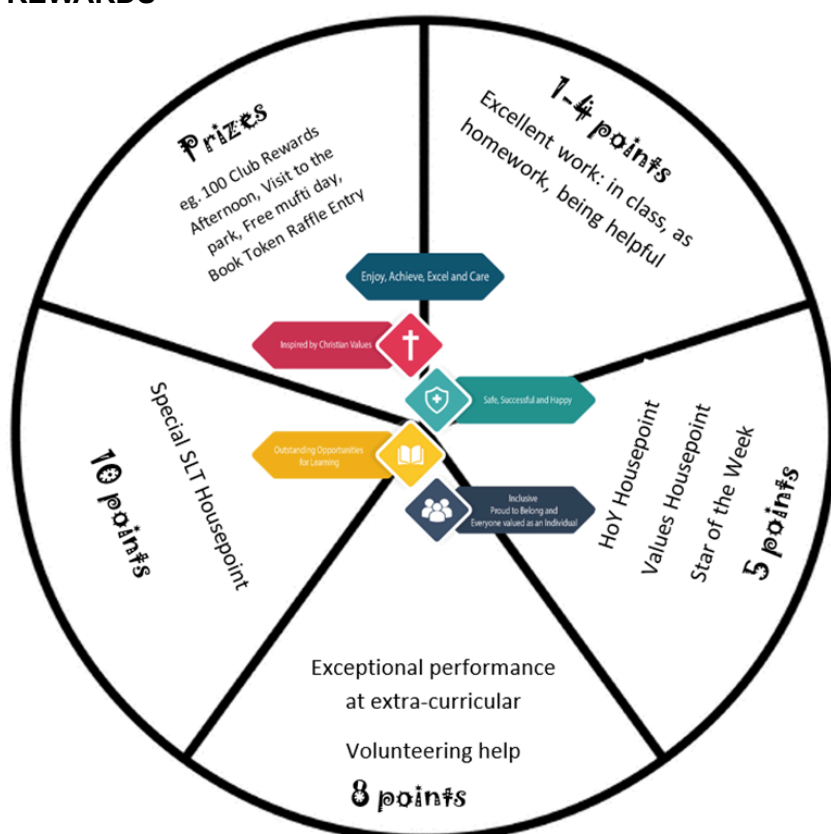 REWARDS
Prizes
eg. 100 Club Rewards
Afternoon, Visit to the
park, Free mufti day,
Book Token Raffle Entry
1-4 points
Excellent work: in class, as
homework, being helpful
Enjoy, Achieve, Excel and Care
Inspired by Christian Values
Safe, Successful and Happy
Outstanding Opportunities
for Learning
Inclusive
Proud to Belong and
Everyone valued as an Individual
HoY Housepoint
Values Housepoint
Star of the Week
5 points
Exceptional performance
at extra-curricular
Volunteering help
8 points
Special SLT Housepoint
10 points